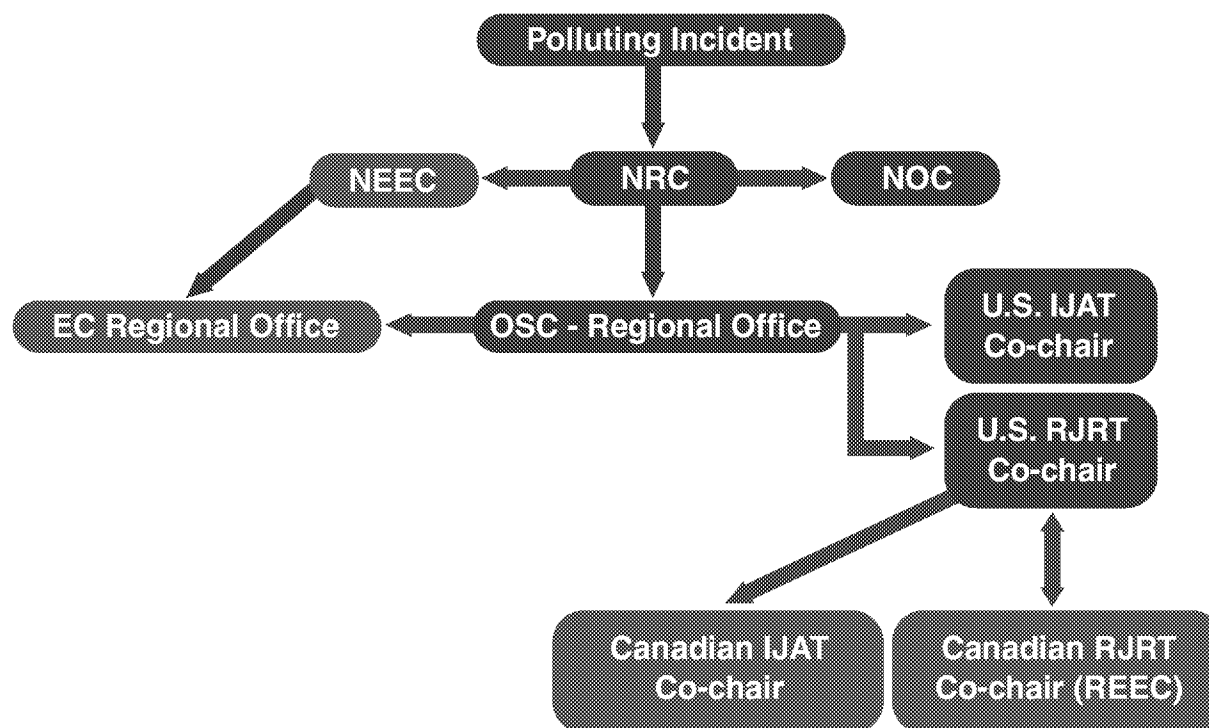 Polluting Incident
NEEC
NRC
NOC
EC Regional Office
OSC - Regional Office
U.S. IJAT
Co-chair
U.S. RJRT
Co-chair
Canadian IJAT
Co-chair
Canadian RJRT
Co-chair (REEC)